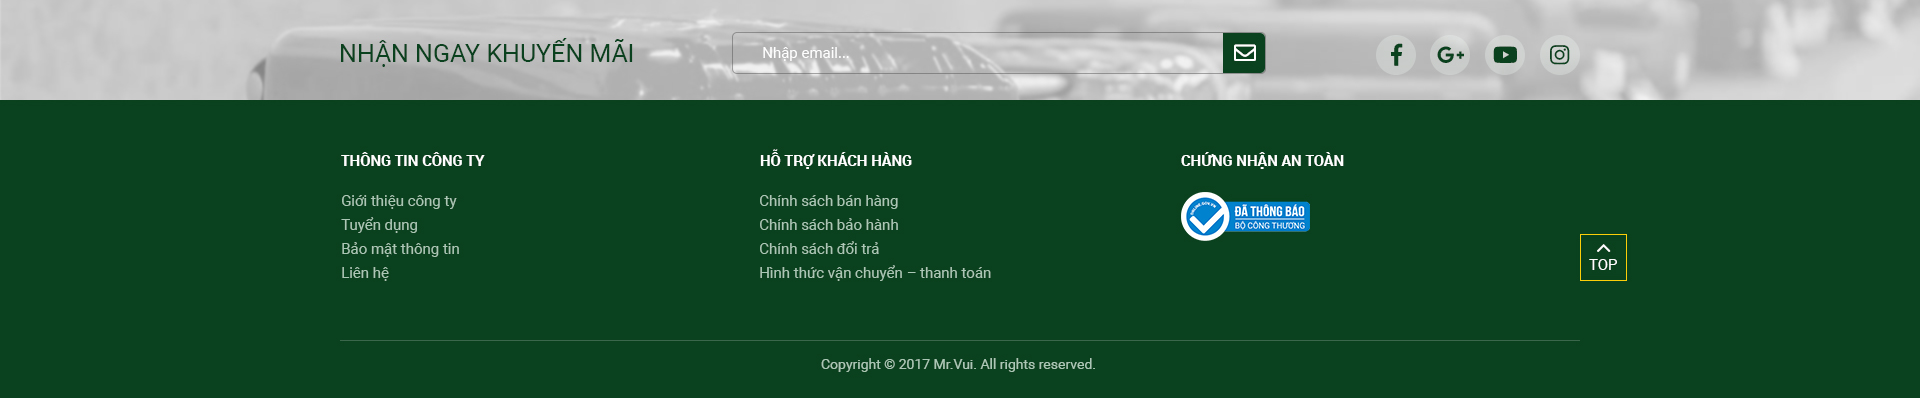 NHẬN NGAY KHUYẾN MÃI
Nhập email...
THÔNG TIN CÔNG TY
Giới thiệu công ty
Tuyển dụng
Bảo mật thông tin
Liên hệ
HỖ TRỢ KHÁCH HÀNG
Chính sách bán hàng
Chính sách bảo hành
Chính sách đổi trả
Hình thức vận chuyển – thanh toán
CHỨNG NHẬN AN TOÀN
ONLINE.GOV.VN
ĐÃ THÔNG BÁO
BỘ CÔNG THƯƠNG
TOP
Copyright © 2017 Mr.Vui. All rights reserved.